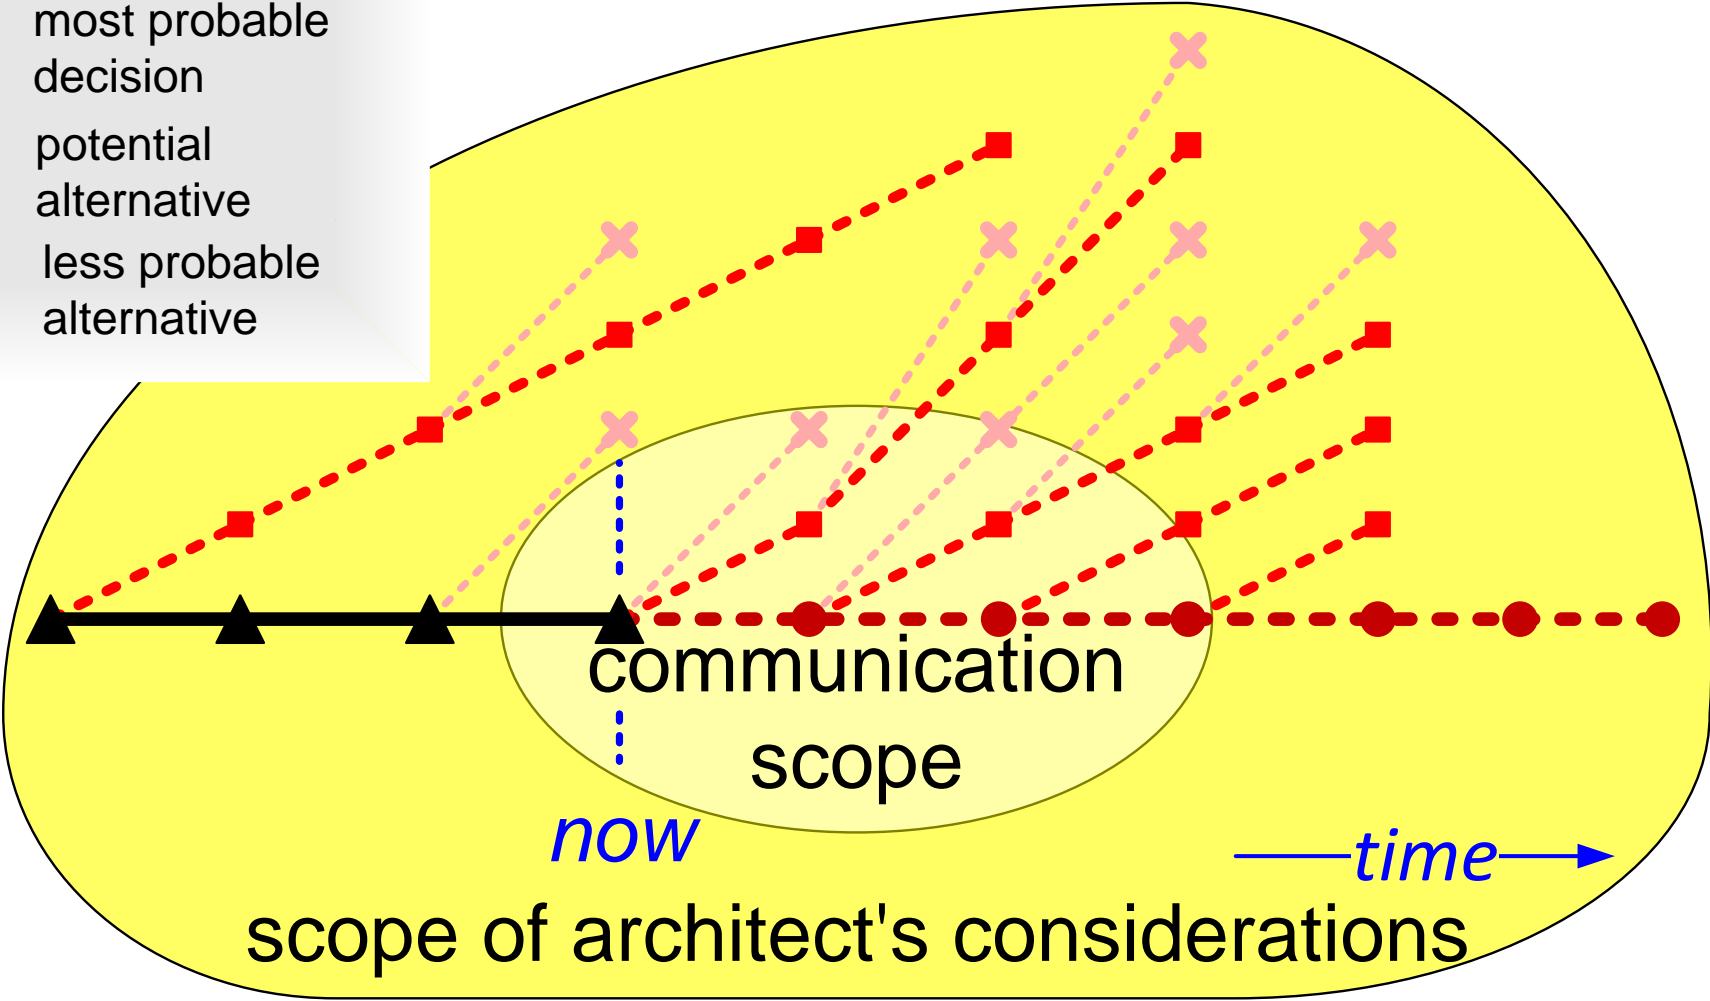 most probable
decision
potential
alternative
less probable
alternative
communication
scope
now
time
scope of architect's considerations